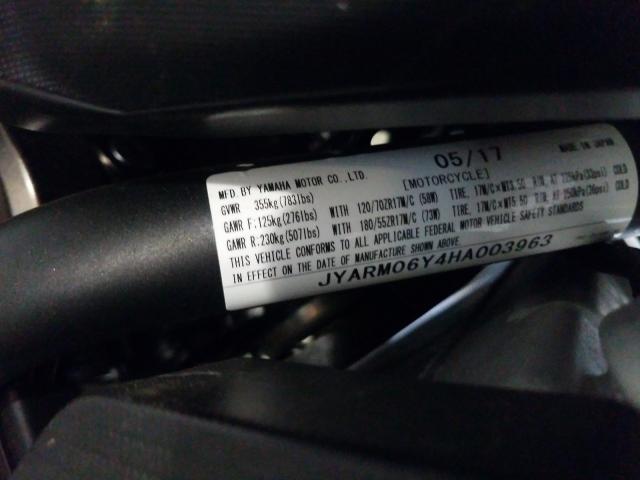 MFD BY YAMAHA MOTOR CO.,LTD. 05/17 MADE IN JAPAN
GVWR 355kg(783lbs) [MOTORCYCLE]
GAWR F:125kg(276lbs) WITH 120/70ZR17M/C (58W) TIRE, 17M/C×MT3.50 RIM, AT 225kPa(33psi) COLD
GAWR R:230kg(507lbs) WITH 180/55ZR17M/C (73W) TIRE, 17M/C×MT5.50 RIM, AT 250kPa(36psi) COLD
THIS VEHICLE CONFORMS TO ALL APPLICABLE FEDERAL MOTOR VEHICLE SAFETY STANDARDS
IN EFFECT ON THE DATE OF MANUFACTURE SHOWN ABOVE.
JYARM06Y4HA003963